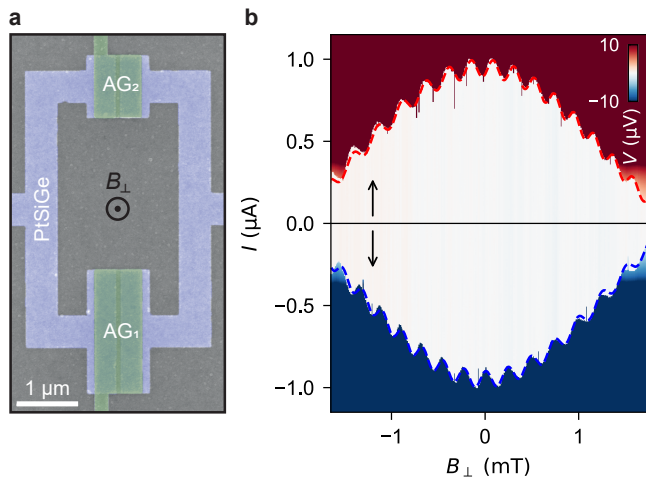 a
AG₂
B⊥
PtSiGe
AG₁
1 μm
b
1.0
0.5
0.0
−0.5
−1.0
I (μA)
10
−10
V (μV)
−1
0
1
B⊥ (mT)